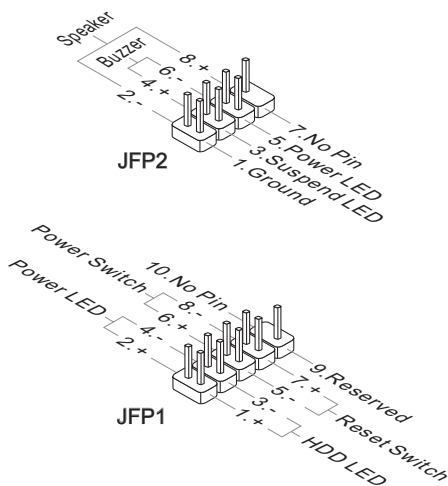 Speaker
Buzzer
8.+
6.-
4.+
2.-
7.No Pin
5.Power LED
3.Suspend LED
1.Ground
JFP2
Power Switch
Power LED
10.No Pin
8.-
6.+
4.-
2.+
9.Reserved
7.+
5.-
3.-
1.+
Reset Switch
HDD LED
JFP1